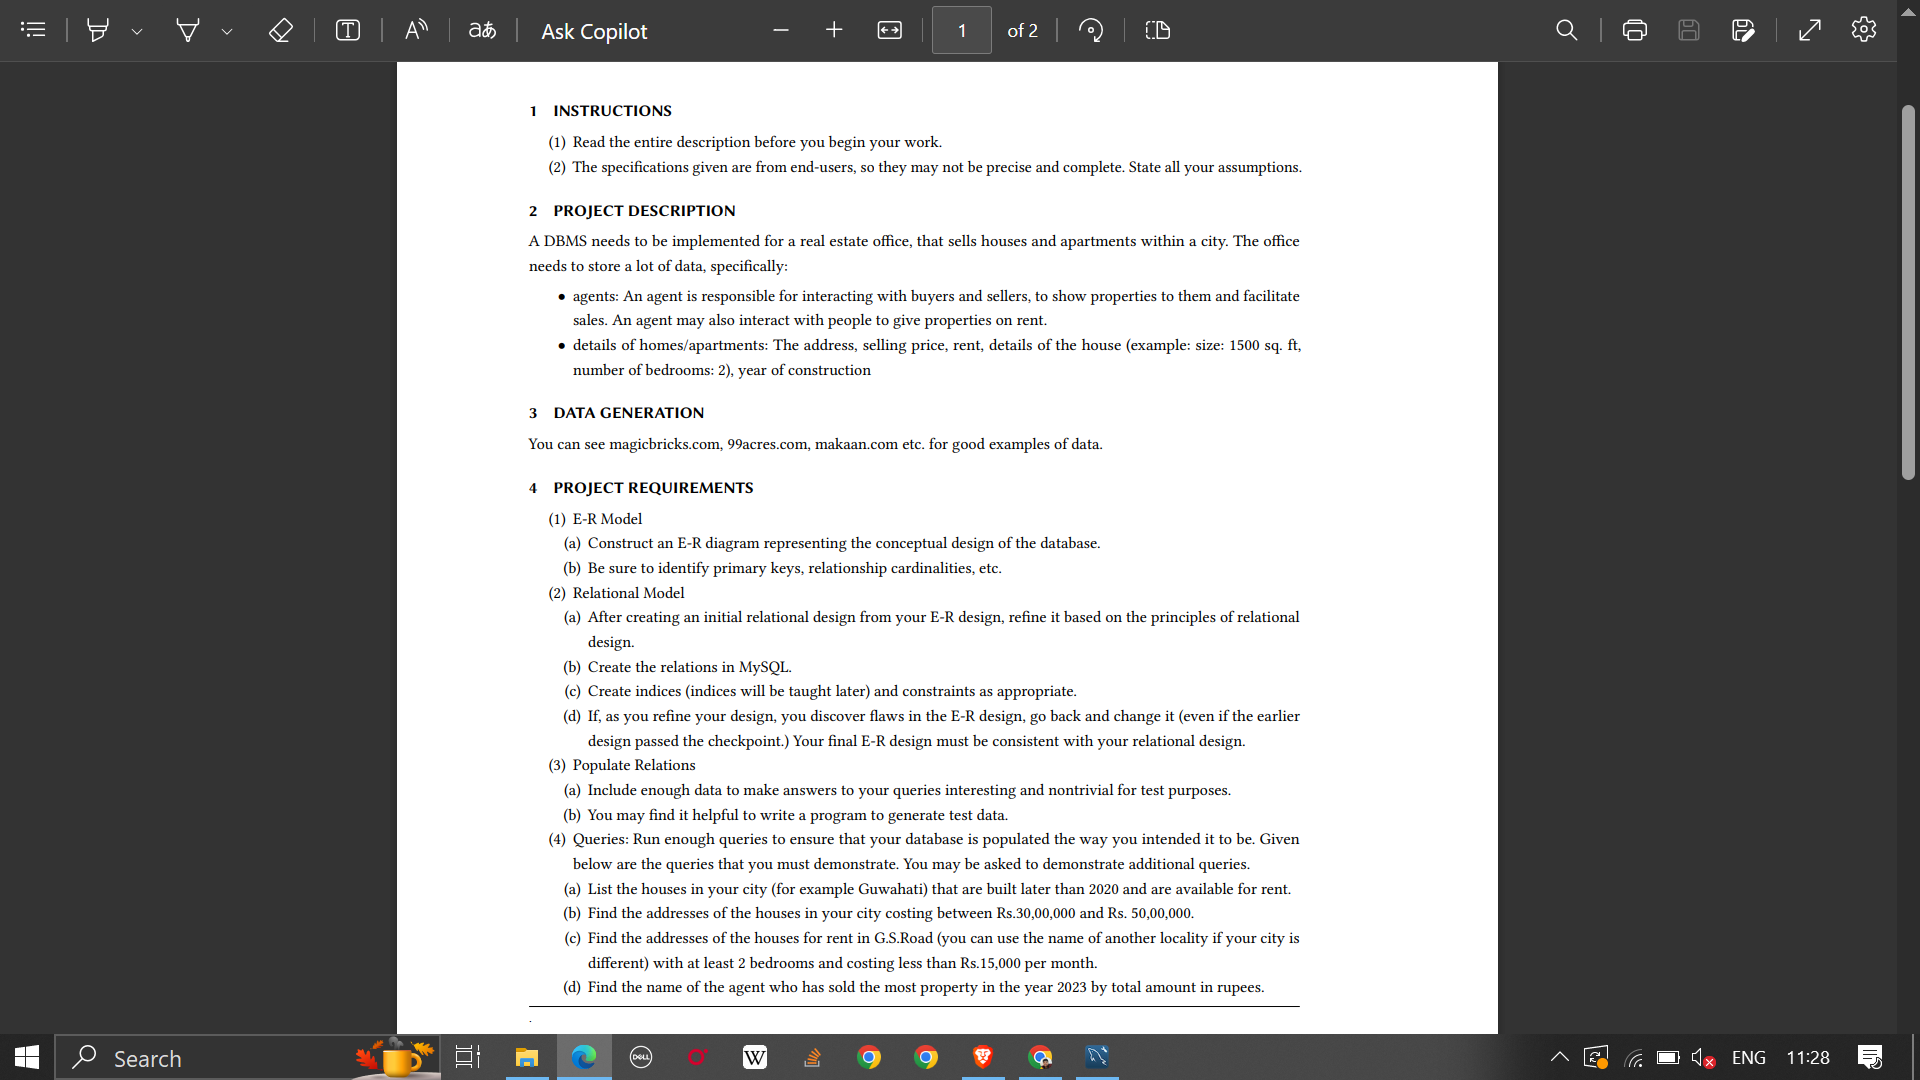 Ask Copilot
1 of 2
1 INSTRUCTIONS
(1) Read the entire description before you begin your work.
(2) The specifications given are from end-users, so they may not be precise and complete. State all your assumptions.
2 PROJECT DESCRIPTION
A DBMS needs to be implemented for a real estate office, that sells houses and apartments within a city. The office
needs to store a lot of data, specifically:
• agents: An agent is responsible for interacting with buyers and sellers, to show properties to them and facilitate
sales. An agent may also interact with people to give properties on rent.
• details of homes/apartments: The address, selling price, rent, details of the house (example: size: 1500 sq. ft,
number of bedrooms: 2), year of construction
3 DATA GENERATION
You can see magicbricks.com, 99acres.com, makaan.com etc. for good examples of data.
4 PROJECT REQUIREMENTS
(1) E-R Model
(a) Construct an E-R diagram representing the conceptual design of the database.
(b) Be sure to identify primary keys, relationship cardinalities, etc.
(2) Relational Model
(a) After creating an initial relational design from your E-R design, refine it based on the principles of relational
design.
(b) Create the relations in MySQL.
(c) Create indices (indices will be taught later) and constraints as appropriate.
(d) If, as you refine your design, you discover flaws in the E-R design, go back and change it (even if the earlier
design passed the checkpoint.) Your final E-R design must be consistent with your relational design.
(3) Populate Relations
(a) Include enough data to make answers to your queries interesting and nontrivial for test purposes.
(b) You may find it helpful to write a program to generate test data.
(4) Queries: Run enough queries to ensure that your database is populated the way you intended it to be. Given
below are the queries that you must demonstrate. You may be asked to demonstrate additional queries.
(a) List the houses in your city (for example Guwahati) that are built later than 2020 and are available for rent.
(b) Find the addresses of the houses in your city costing between Rs.30,00,000 and Rs. 50,00,000.
(c) Find the addresses of the houses for rent in G.S.Road (you can use the name of another locality if your city is
different) with at least 2 bedrooms and costing less than Rs.15,000 per month.
(d) Find the name of the agent who has sold the most property in the year 2023 by total amount in rupees.
.
Search
DELL
W
ENG
11:28